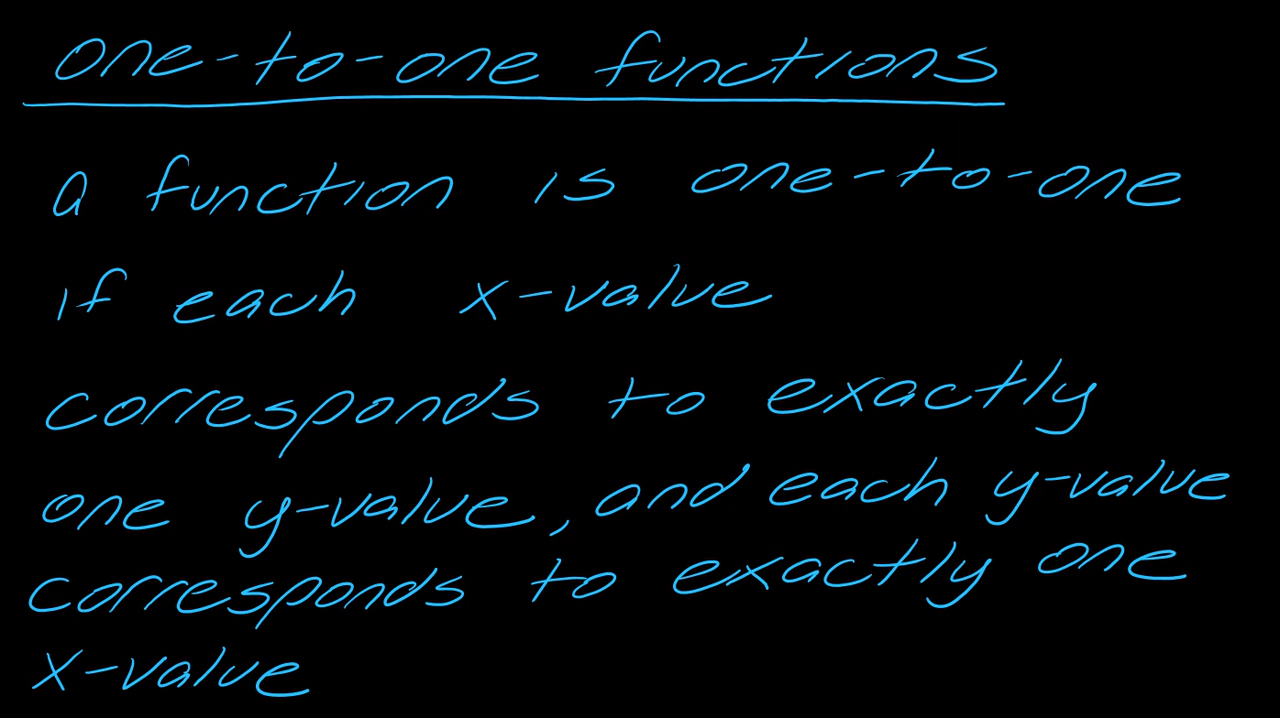 one-to-one functions
a function is one-to-one
if each x-value
corresponds to exactly
one y-value, and each y-value
corresponds to exactly one
x-value